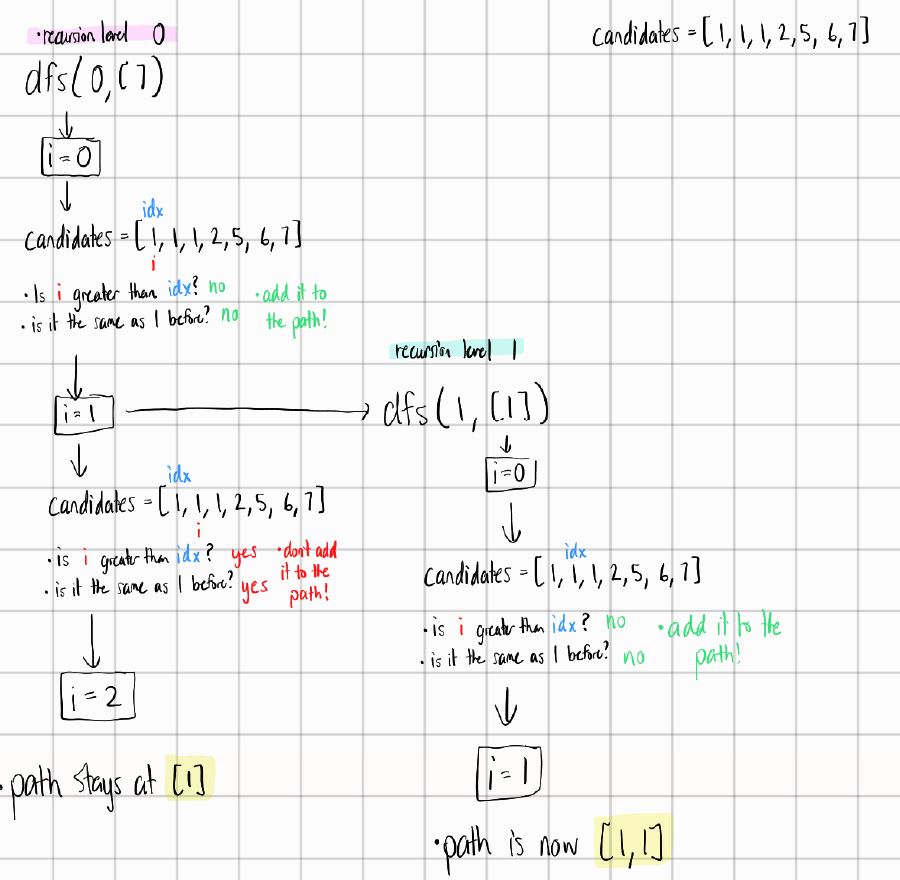 • recursion level 0
candidates = [1, 1, 1, 2, 5, 6, 7]
dfs(0, [])
i = 0
idx
candidates = [1, 1, 1, 2, 5, 6, 7]
i
• Is i greater than idx? no
• is it the same as 1 before? no
• add it to
the path!
i = 1
idx
candidates = [1, 1, 1, 2, 5, 6, 7]
i
• is i greater than idx? yes
• is it the same as 1 before? yes
• don't add
it to the
path!
i = 2
• path stays at [1]
recursion level 1
dfs(1, [1])
i=0
idx
candidates = [1, 1, 1, 2, 5, 6, 7]
• is i greater than idx? no
• is it the same as 1 before? no
• add it to the
path!
i = 1
• path is now [1,1]